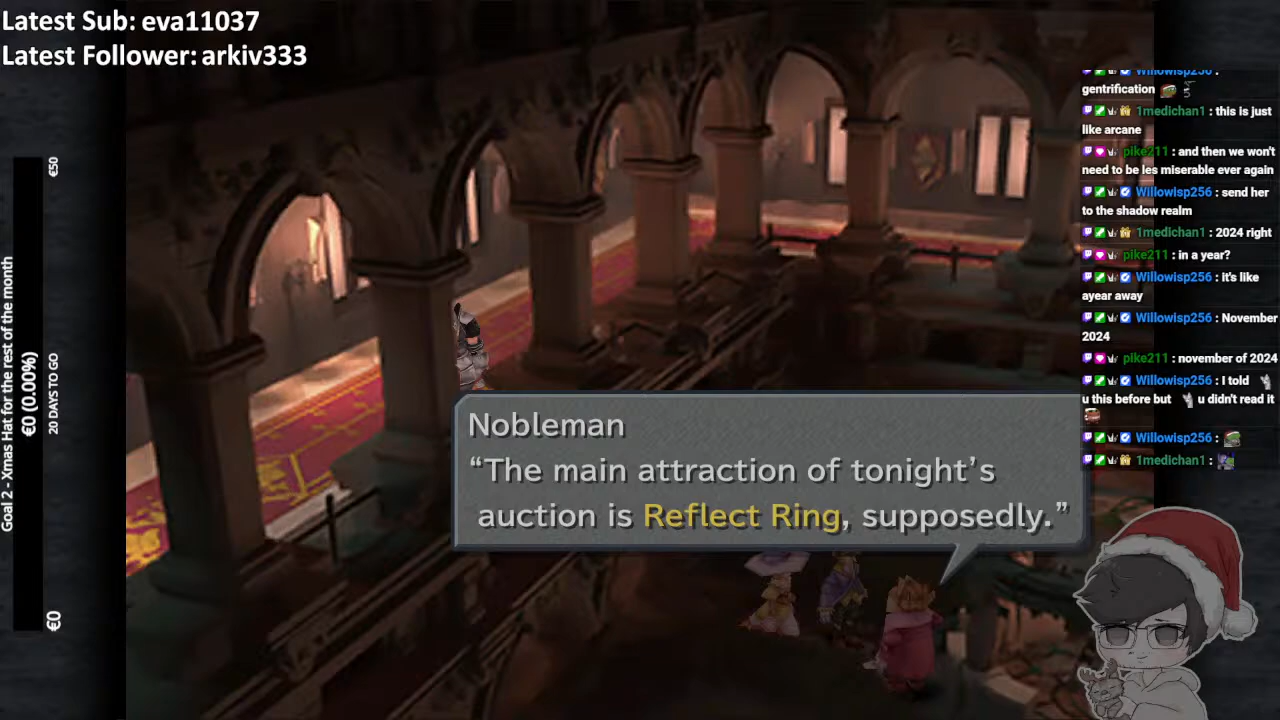 Latest Sub: eva11037
Latest Follower: arkiv333
Goal 2 - Xmas Hat for the rest of the month
€0 (0.00%)
20 DAYS TO GO
€50
€0
Nobleman
“The main attraction of tonight’s
auction is Reflect Ring, supposedly.”
Willowisp256 :
gentrification
1medichan1 : this is just
like arcane
pike211 : and then we won't
need to be les miserable ever again
Willowisp256 : send her
to the shadow realm
1medichan1 : 2024 right
pike211 : in a year?
Willowisp256 : it's like
ayear away
Willowisp256 : November
2024
pike211 : november of 2024
Willowisp256 : I told
u this before but u didn't read it
Willowisp256 :
1medichan1 :